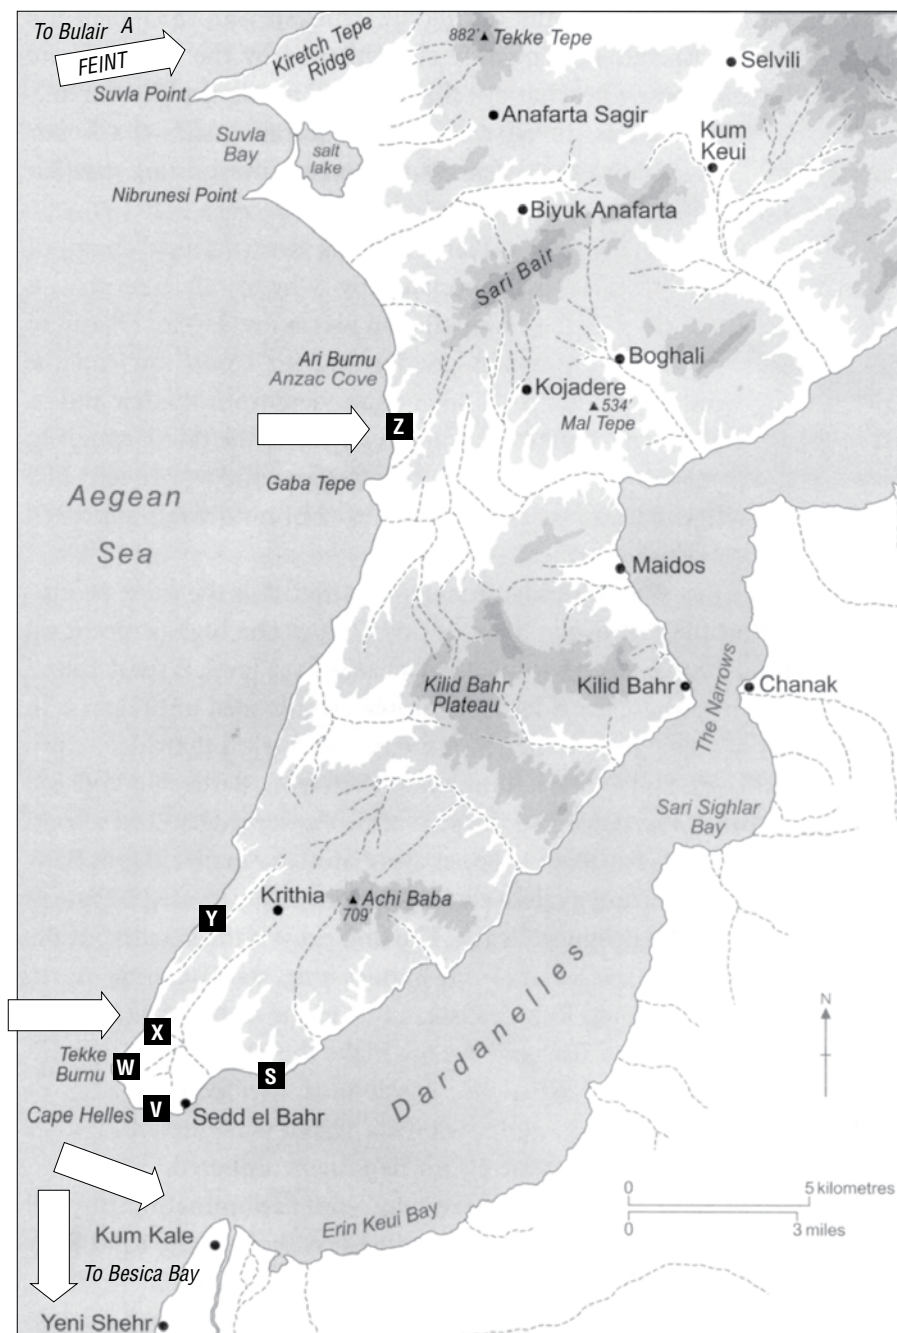 To Bulair A
FEINT
Kiretch Tepe
Ridge
882' Tekke Tepe
Selvili
Suvla Point
Anafarta Sagir
Suvla
Bay
salt
lake
Kum
Keui
Nibrunesi Point
Biyuk Anafarta
Sari Bair
Ari Burnu
Anzac Cove
Boghali
Kojadere
534'
Mal Tepe
Z
Gaba Tepe
Aegean
Sea
Maidos
Kilid Bahr
Plateau
Kilid Bahr
The Narrows
Chanak
Sari Sighlar
Bay
Krithia
Achi Baba
709'
Y
X
W
Tekke
Burnu
S
V
Cape Helles
Sedd el Bahr
Dardanelles
N
0 5 kilometres
0 3 miles
Erin Keui Bay
Kum Kale
To Besica Bay
Yeni Shehr